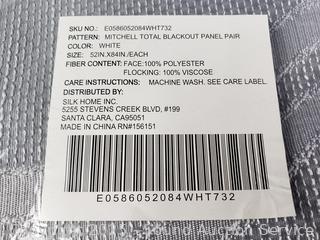 SKU NO.: E0586052084WHT732
PATTERN: MITCHELL TOTAL BLACKOUT PANEL PAIR
COLOR: WHITE
SIZE: 52IN.X84IN./EACH
FIBER CONTENT: FACE:100% POLYESTER
FLOCKING: 100% VISCOSE
CARE INSTRUCTIONS: MACHINE WASH. SEE CARE LABEL.
DISTRIBUTED BY:
SILK HOME INC.
5255 STEVENS CREEK BLVD, #199
SANTA CLARA, CA95051
MADE IN CHINA RN#156151
E0586052084WHT732
Auction Service